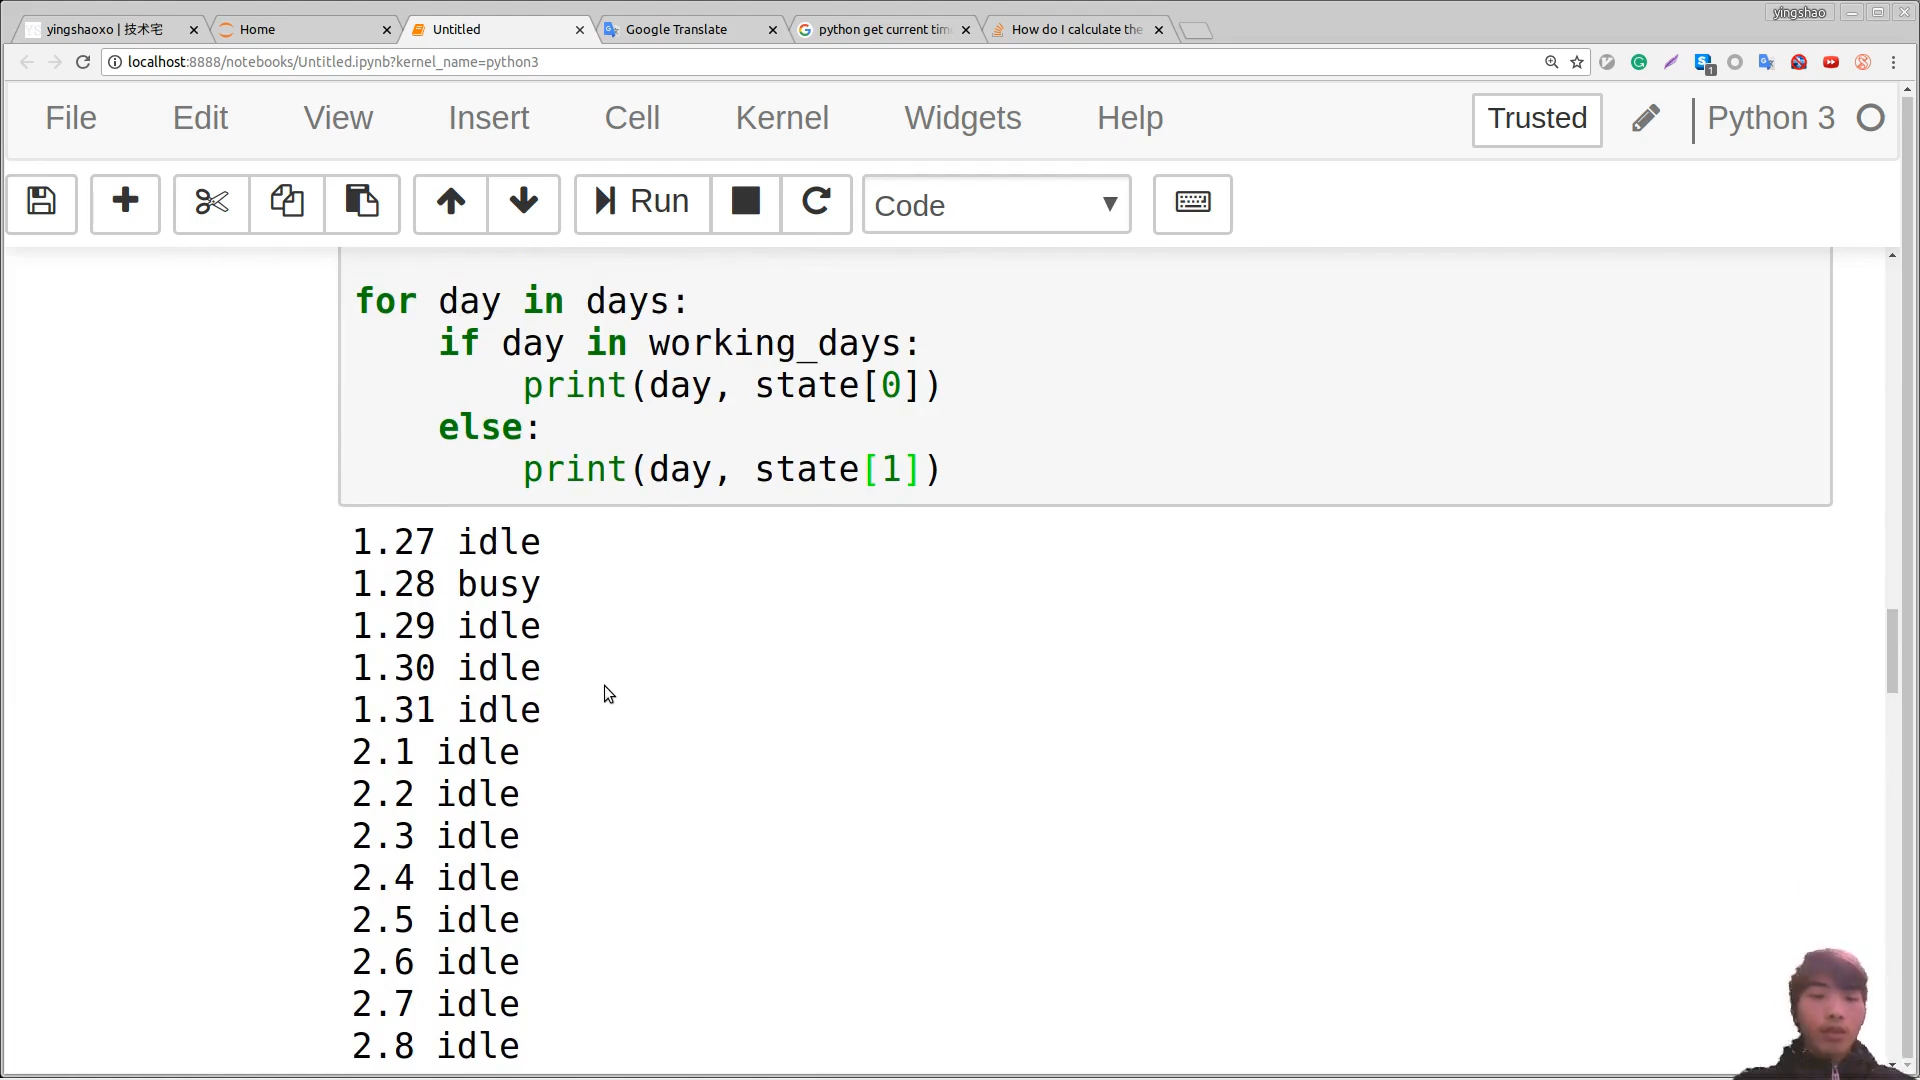 yingshao
yingshaoxo | 技术宅
Home
Untitled
Google Translate
python get current tim
How do I calculate the
localhost:8888/notebooks/Untitled.ipynb?kernel_name=python3
1
File Edit View Insert Cell Kernel Widgets Help
Trusted
Python 3
Run
Code
for day in days:
if day in working_days:
print(day, state[0])
else:
print(day, state[1])
1.27 idle
1.28 busy
1.29 idle
1.30 idle
1.31 idle
2.1 idle
2.2 idle
2.3 idle
2.4 idle
2.5 idle
2.6 idle
2.7 idle
2.8 idle